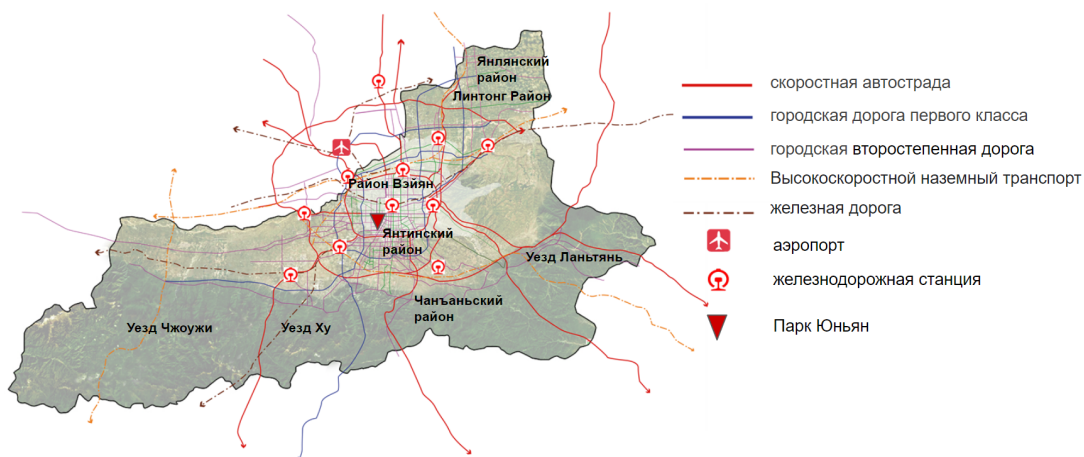 Янлянский
район
Линтонг Район
Район Вэйян
Янтинский
район
Уезд Ланьтянь
Чанъаньский
район
Уезд Чжоужи
Уезд Ху
скоростная автострада
городская дорога первого класса
городская второстепенная дорога
Высокоскоростной наземный транспорт
железная дорога
аэропорт
железнодорожная станция
Парк Юньян